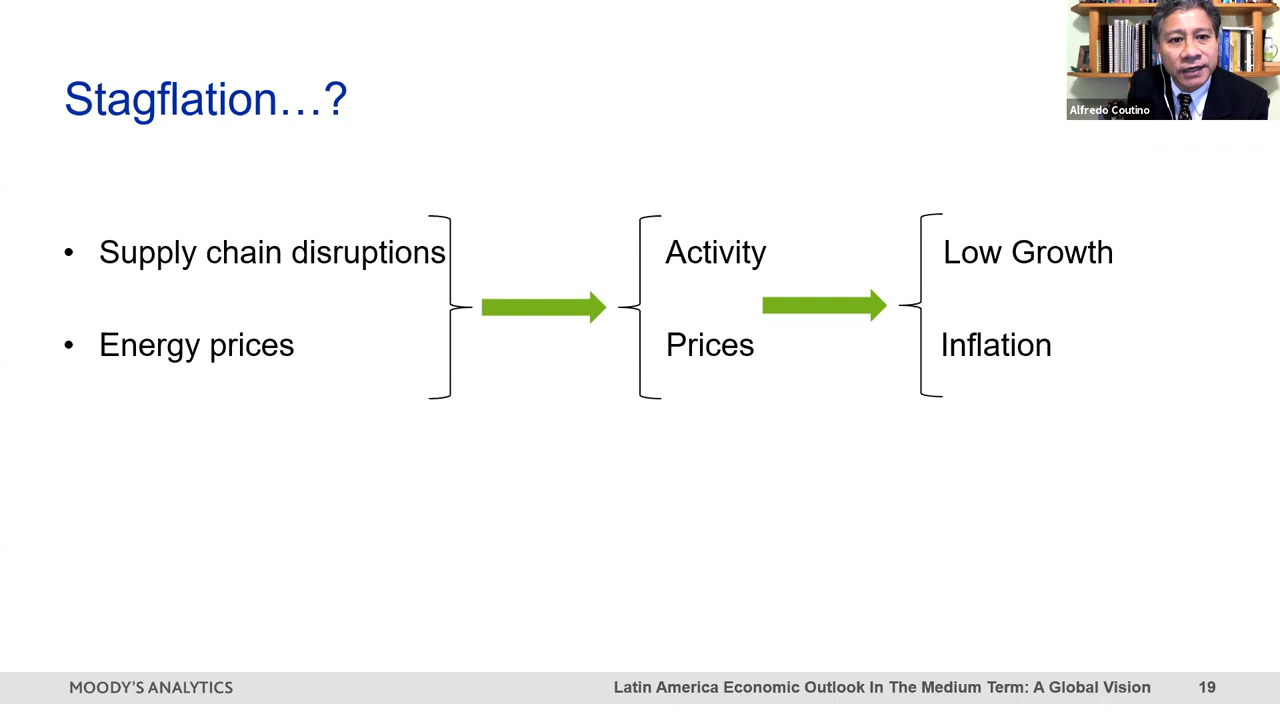 Alfredo Coutino
Stagflation…?
• Supply chain disruptions
• Energy prices
Activity
Prices
Low Growth
Inflation
MOODY'S ANALYTICS
Latin America Economic Outlook In The Medium Term: A Global Vision
19